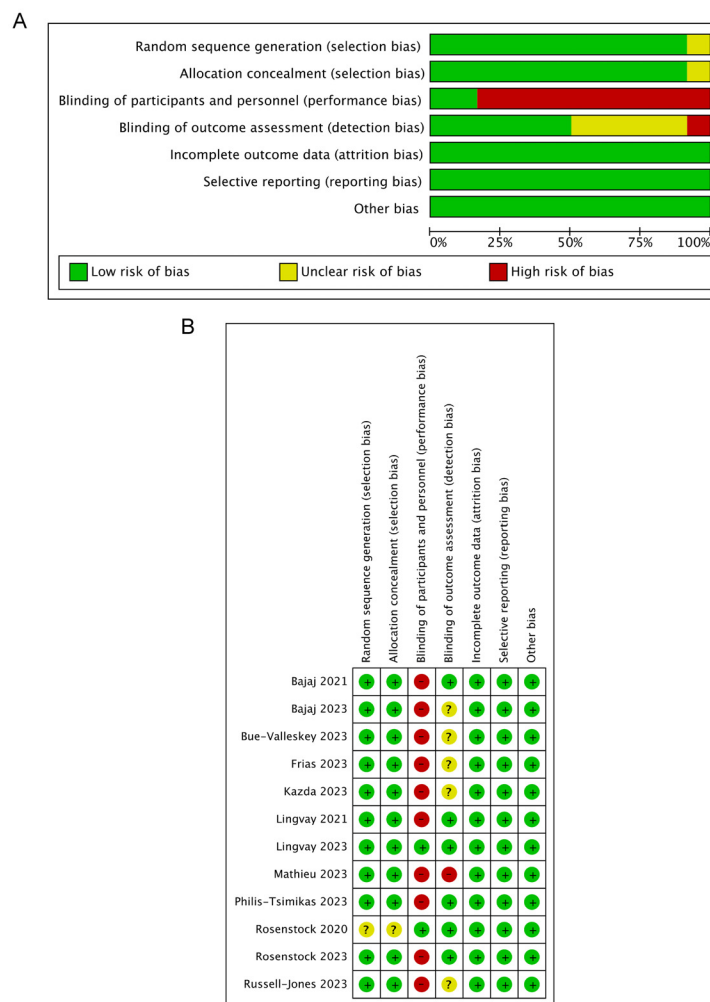 A
Random sequence generation (selection bias)
Allocation concealment (selection bias)
Blinding of participants and personnel (performance bias)
Blinding of outcome assessment (detection bias)
Incomplete outcome data (attrition bias)
Selective reporting (reporting bias)
Other bias
0% 25% 50% 75% 100%
Low risk of bias Unclear risk of bias High risk of bias
B
Random sequence generation (selection bias)
Allocation concealment (selection bias)
Blinding of participants and personnel (performance bias)
Blinding of outcome assessment (detection bias)
Incomplete outcome data (attrition bias)
Selective reporting (reporting bias)
Other bias
Bajaj 2021 + + - + + + +
Bajaj 2023 + + - ? + + +
Bue-Valleskey 2023 + + - ? + + +
Frias 2023 + + - ? + + +
Kazda 2023 + + - ? + + +
Lingvay 2021 + + - + + + +
Lingvay 2023 + + + + + + +
Mathieu 2023 + + - - + + +
Philis-Tsimikas 2023 + + - + + + +
Rosenstock 2020 ? ? + + + + +
Rosenstock 2023 + + - + + + +
Russell-Jones 2023 + + - ? + + +